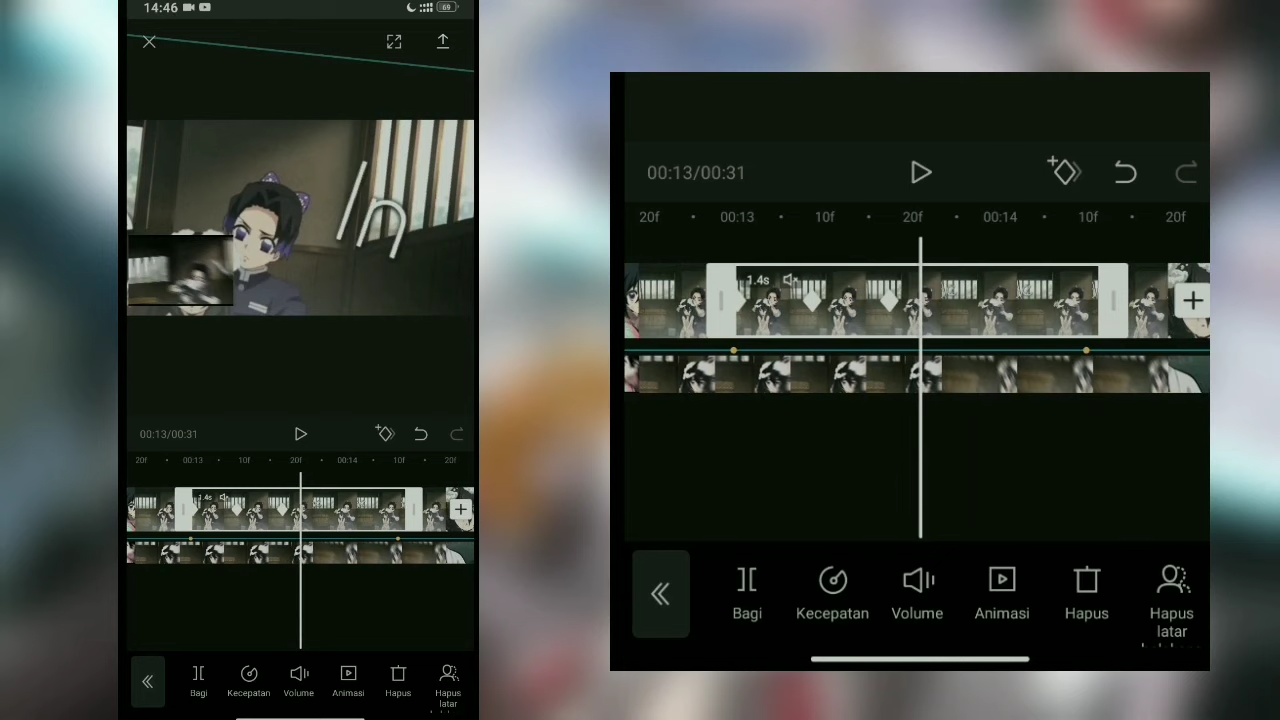 14:46
69
In
00:13/00:31
20f
00:13
10f
20f
00:14
10f
20f
1.4s
Bagi
Kecepatan
Volume
Animasi
Hapus
Hapus
latar
00:13/00:31
20f
00:13
10f
20f
00:14
10f
20f
1.4s
Bagi
Kecepatan
Volume
Animasi
Hapus
Hapus
latar